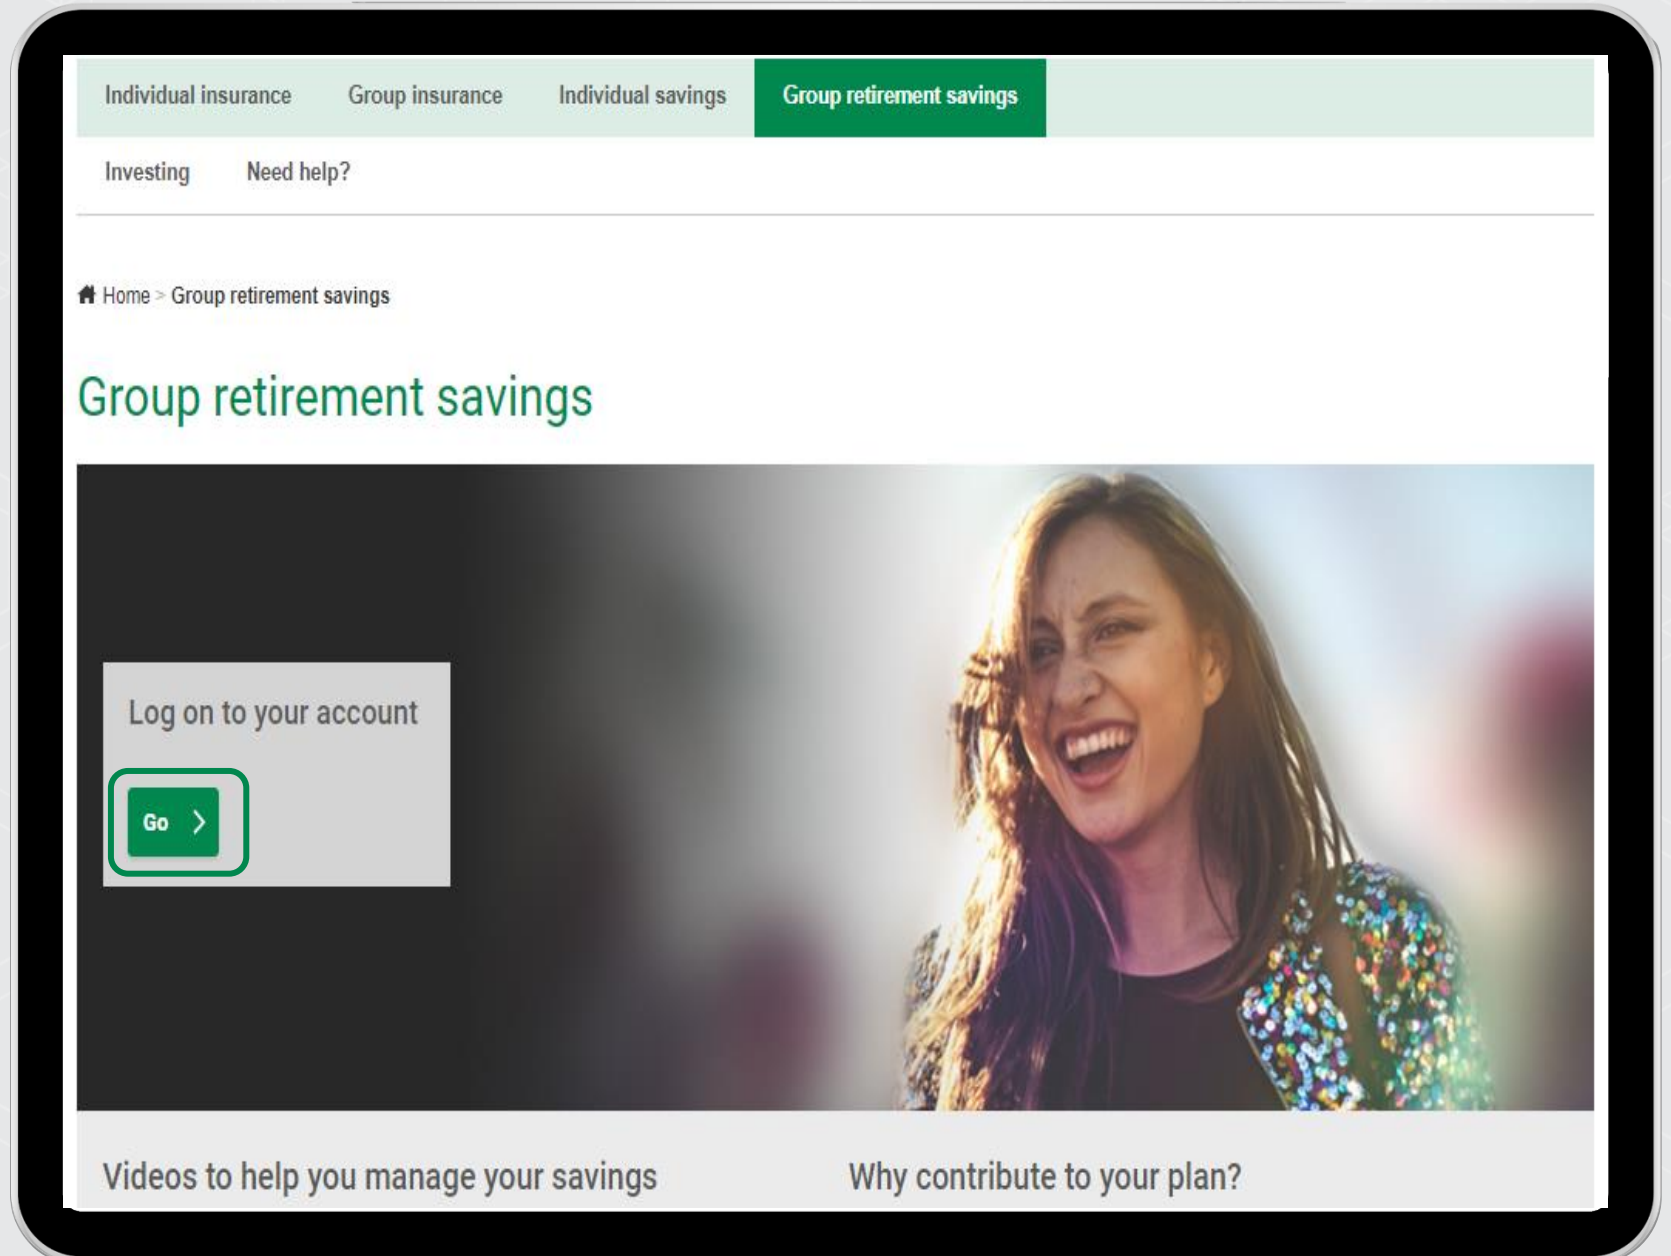 Individual insurance Group insurance Individual savings Group retirement savings
Investing Need help?
Home > Group retirement savings
Group retirement savings
Log on to your account
Go
Videos to help you manage your savings Why contribute to your plan?